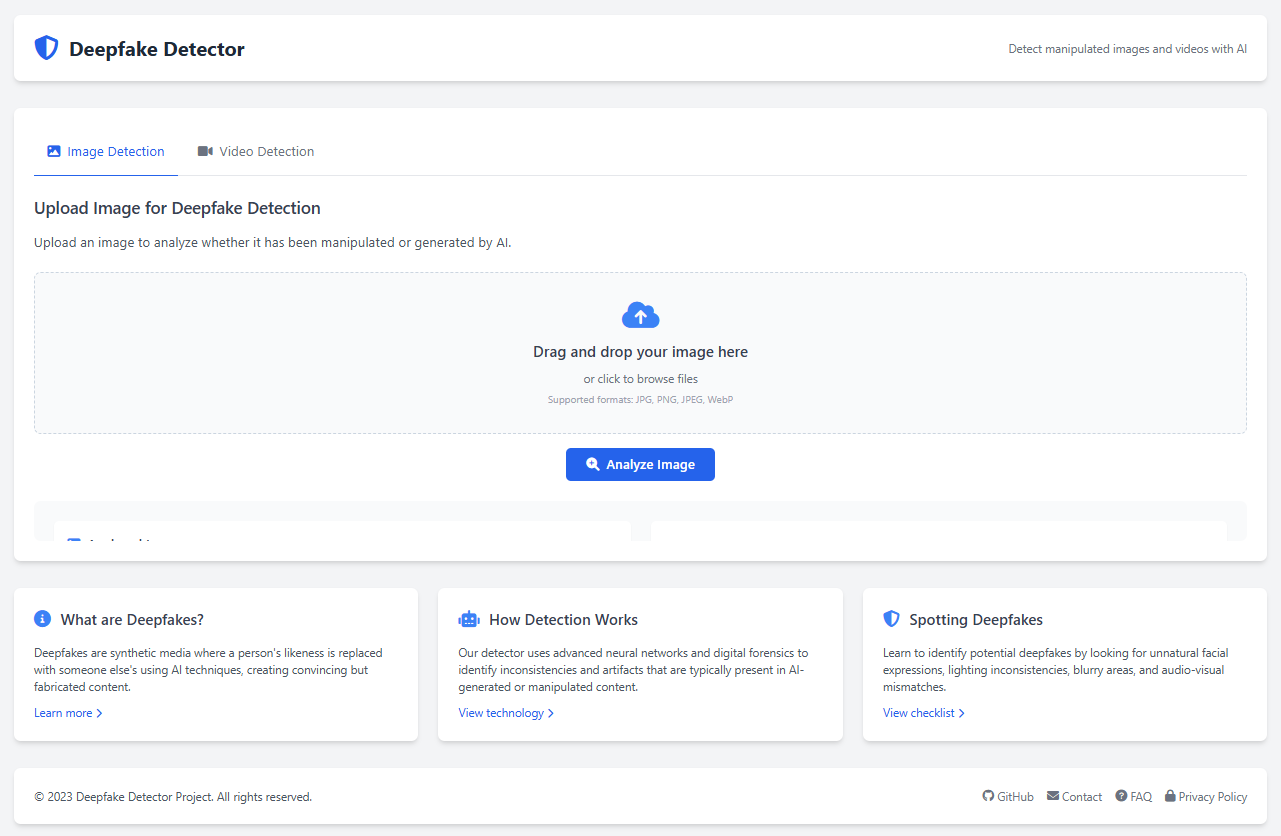 Deepfake Detector
Detect manipulated images and videos with AI
Image Detection
Video Detection
Upload Image for Deepfake Detection
Upload an image to analyze whether it has been manipulated or generated by AI.
Drag and drop your image here
or click to browse files
Supported formats: JPG, PNG, JPEG, WebP
Analyze Image
What are Deepfakes?
Deepfakes are synthetic media where a person's likeness is replaced
with someone else's using AI techniques, creating convincing but
fabricated content.
Learn more
How Detection Works
Our detector uses advanced neural networks and digital forensics to
identify inconsistencies and artifacts that are typically present in AI-
generated or manipulated content.
View technology
Spotting Deepfakes
Learn to identify potential deepfakes by looking for unnatural facial
expressions, lighting inconsistencies, blurry areas, and audio-visual
mismatches.
View checklist
© 2023 Deepfake Detector Project. All rights reserved.
GitHub
Contact
FAQ
Privacy Policy